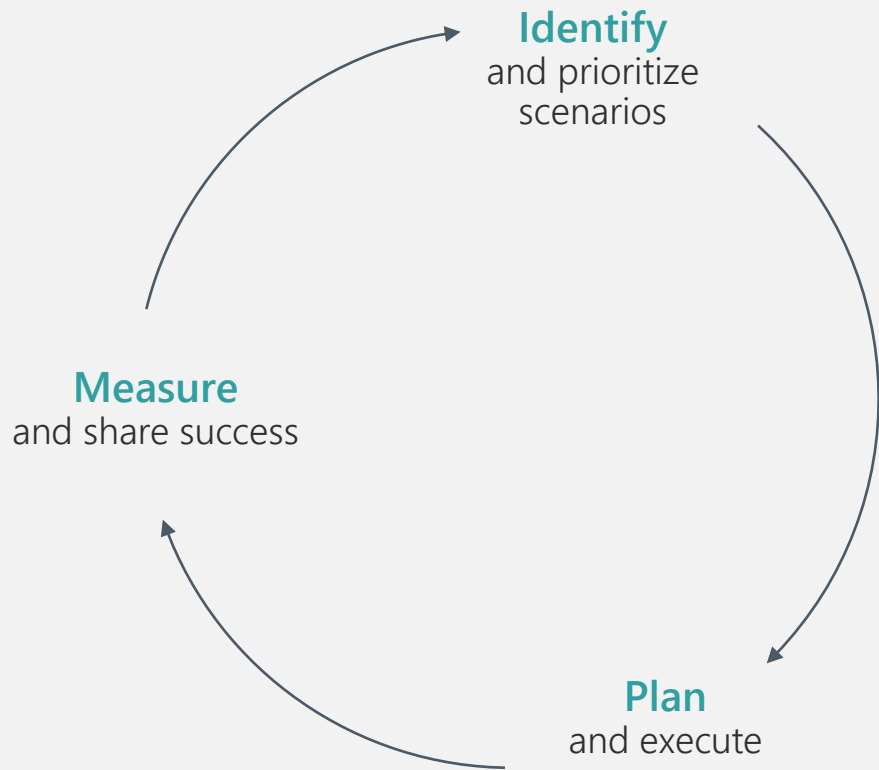 Identify
and prioritize
scenarios
Measure
and share success
Plan
and execute